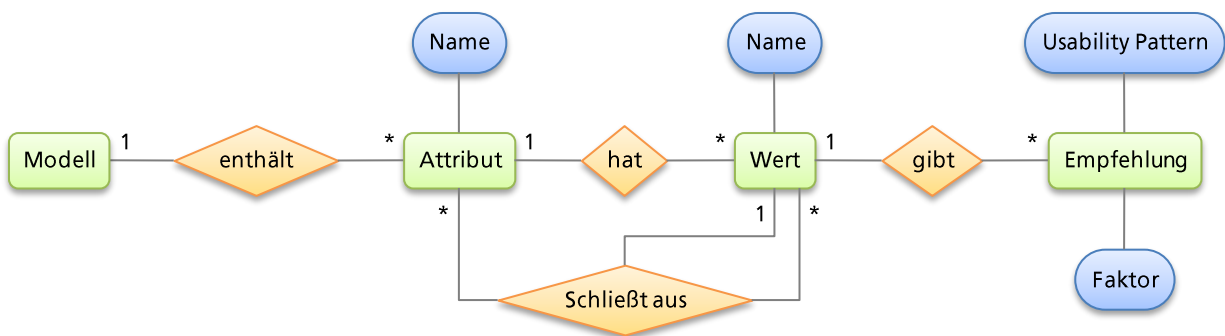 Name
Name
Usability Pattern
Modell
1
enthält
*
Attribut
1
hat
*
Wert
1
gibt
*
Empfehlung
*
1
*
Schließt aus
Faktor